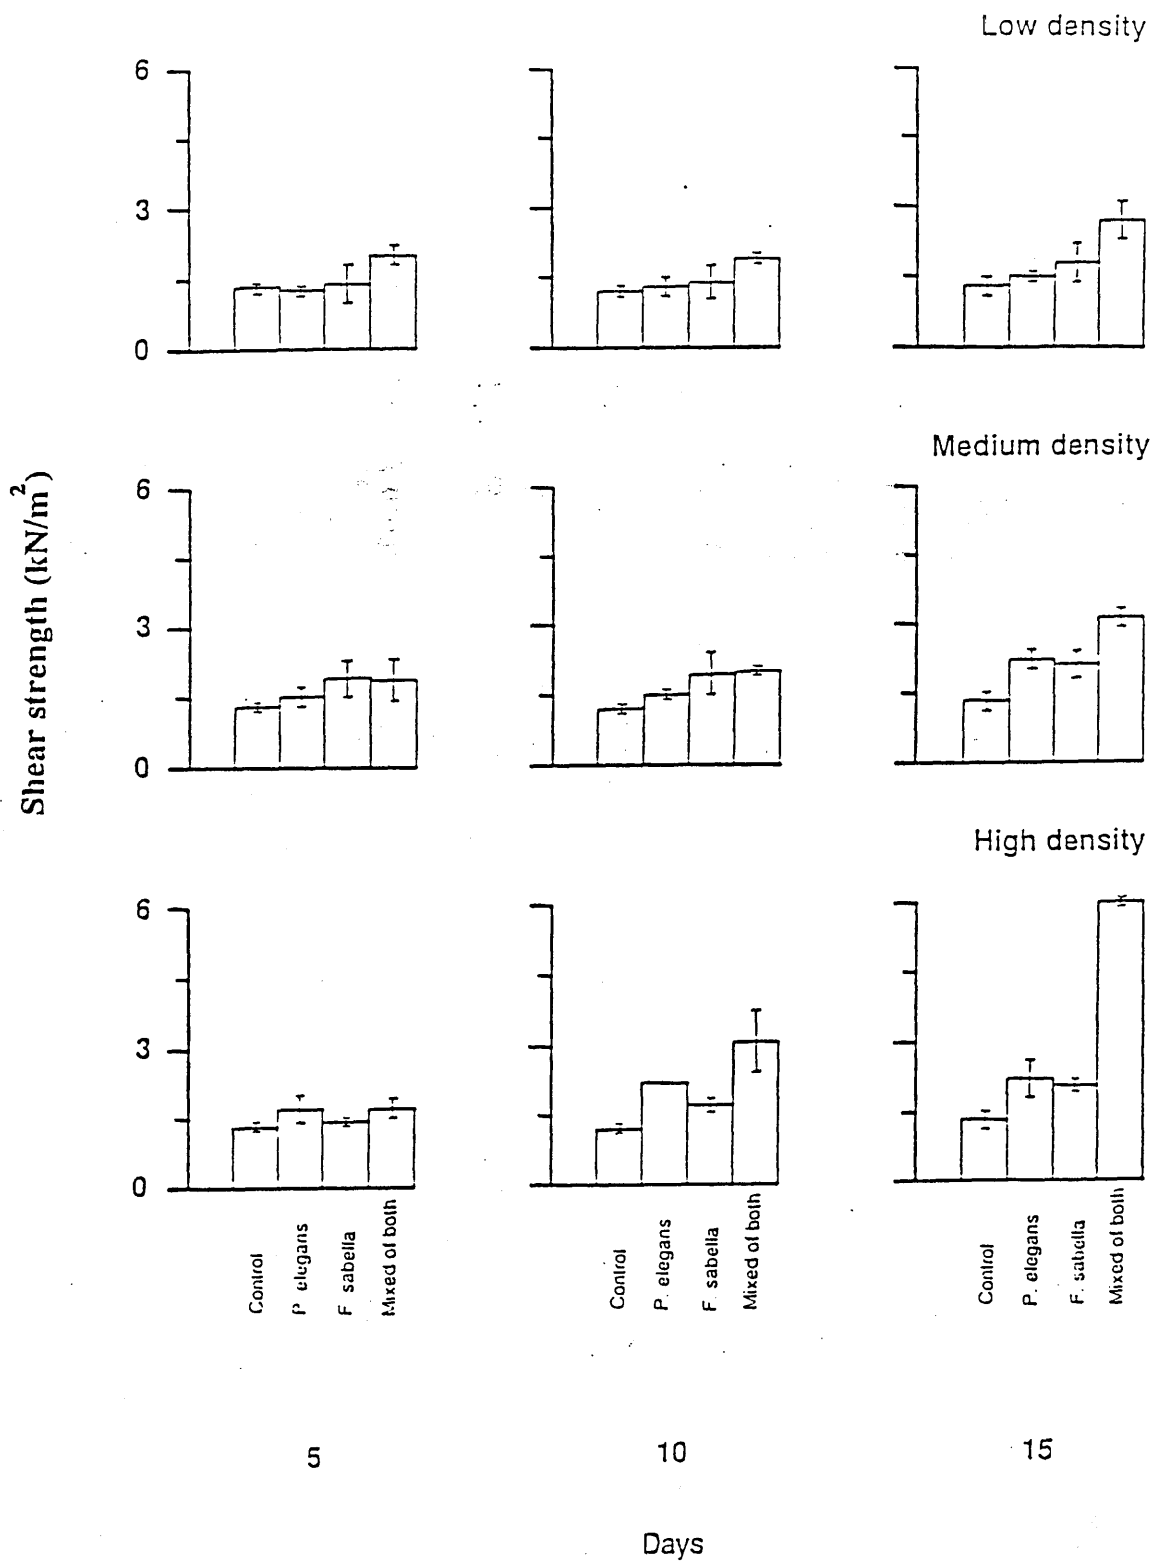 Low density
6
3
0
Medium density
Shear strength (kN/m²)
6
3
0
High density
6
3
0
Control
P. elegans
F. sabella
Mixed of both
Control
P. elegans
F. sabella
Mixed of both
Control
P. elegans
F. sabella
Mixed of both
5
10
15
Days